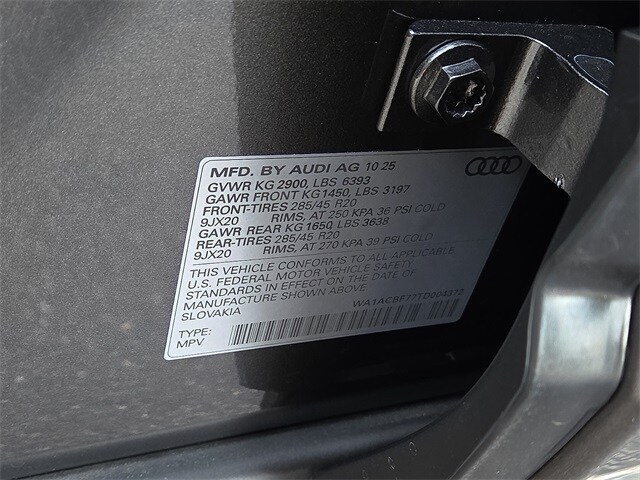 MFD. BY AUDI AG 10 25
GVWR KG 2900, LBS 6393
GAWR FRONT KG 1450, LBS 3197
FRONT-TIRES 285/45 R20
9JX20 RIMS, AT 250 KPA 36 PSI COLD
GAWR REAR KG 1650, LBS 3638
REAR-TIRES 285/45 R20
9JX20 RIMS, AT 270 KPA 39 PSI COLD
THIS VEHICLE CONFORMS TO ALL APPLICABLE
U.S. FEDERAL MOTOR VEHICLE SAFETY
STANDARDS IN EFFECT ON THE DATE OF
MANUFACTURE SHOWN ABOVE.
SLOVAKIA
TYPE:
MPV